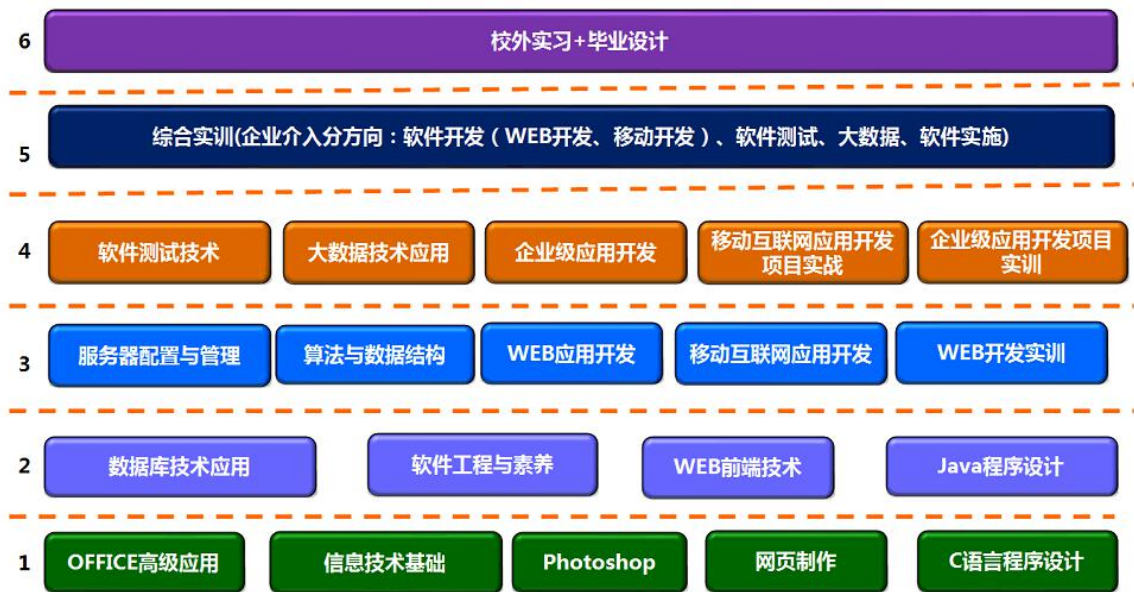 6
校外实习+毕业设计
综合实训(企业介入分方向：软件开发（WEB开发、移动开发）、软件测试、大数据、软件实施)
5
4
软件测试技术
大数据技术应用
企业级应用开发
移动互联网应用开发
项目实战
企业级应用开发项目
实训
3
服务器配置与管理
算法与数据结构
WEB应用开发
移动互联网应用开发
WEB开发实训
2
数据库技术应用
软件工程与素养
WEB前端技术
Java程序设计
1
OFFICE高级应用
信息技术基础
Photoshop
网页制作
C语言程序设计